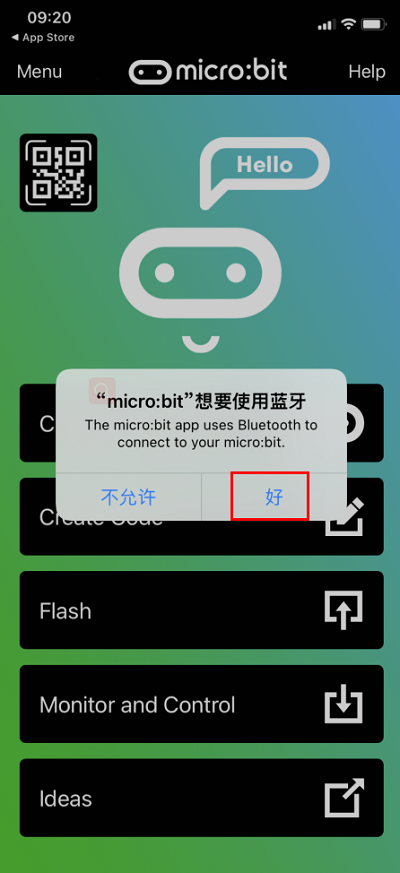 09:20
◀ App Store
Menu
micro:bit
Help
Hello
“micro:bit”想要使用蓝牙
The micro:bit app uses Bluetooth to
connect to your micro:bit.
不允许
好
C
Create Code
Flash
Monitor and Control
Ideas